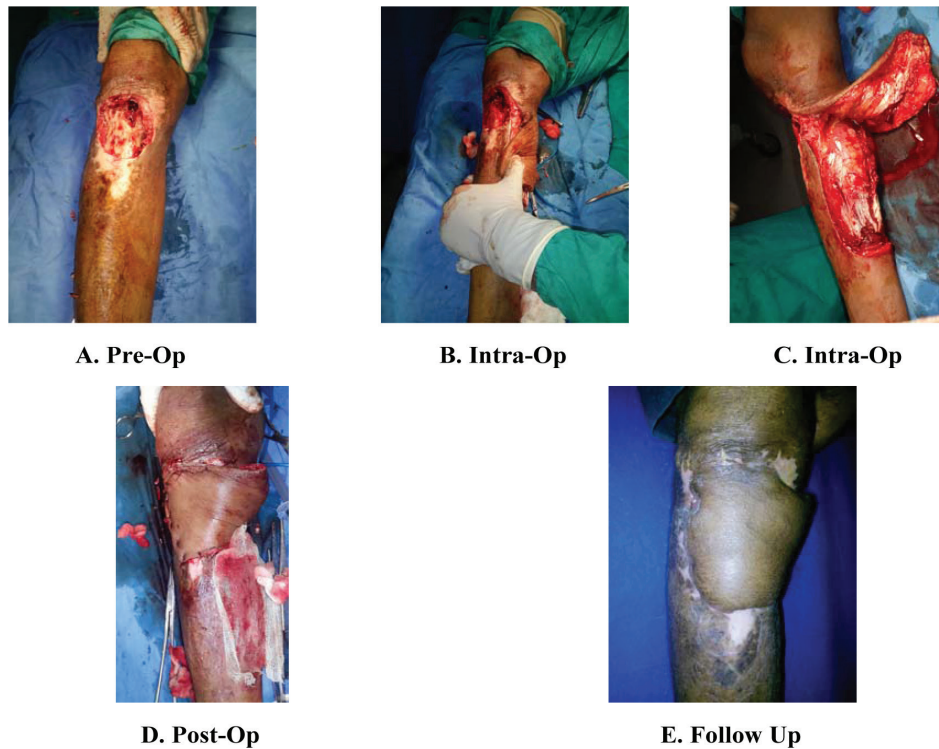 A. Pre-Op
B. Intra-Op
C. Intra-Op
D. Post-Op
E. Follow Up